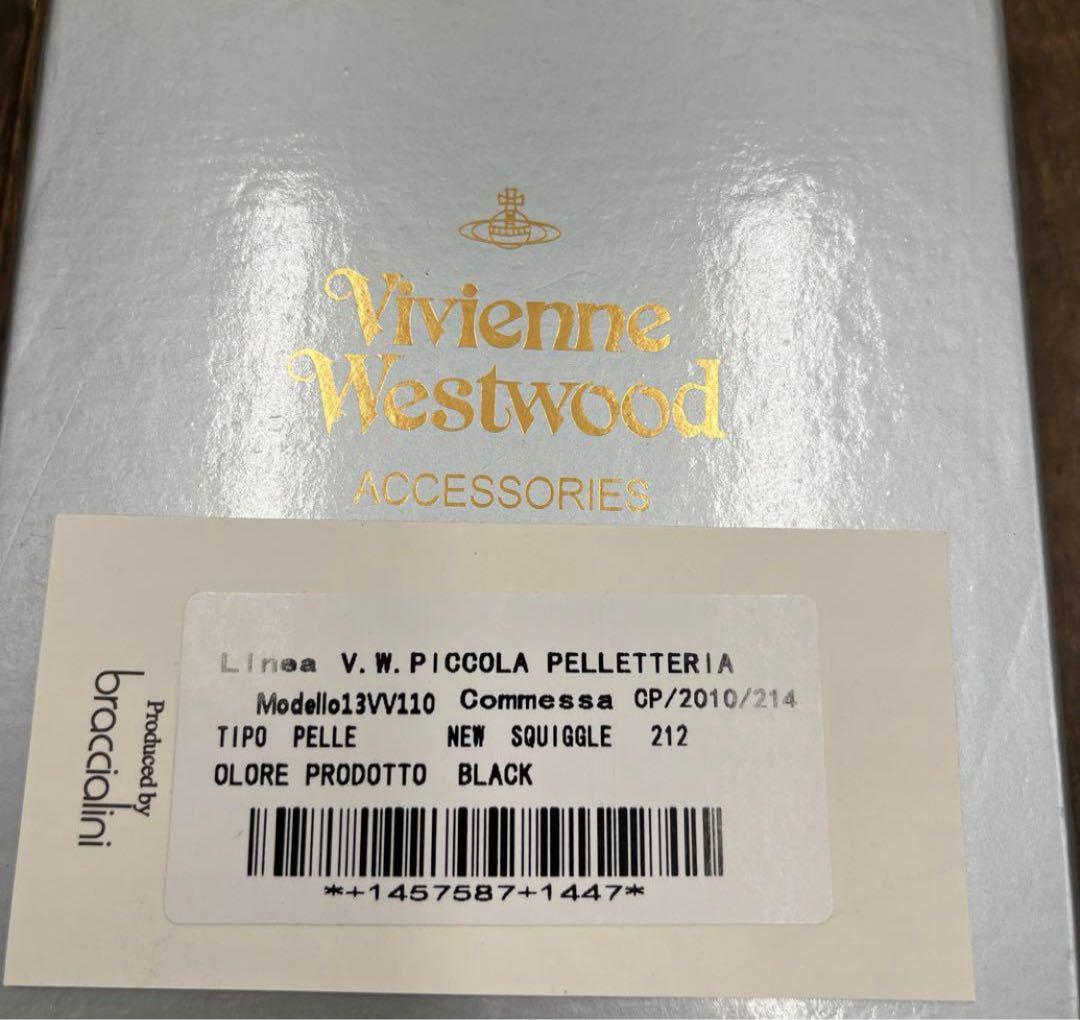 Vivienne
Westwood
ACCESSORIES
Linea V.W.PICCOLA PELLETTERIA
Modello13VV110 Commessa CP/2010/214
TIPO PELLE NEW SQUIGGLE 212
OLORE PRODOTTO BLACK
*+1457587+1447*
Produced by
braccialini